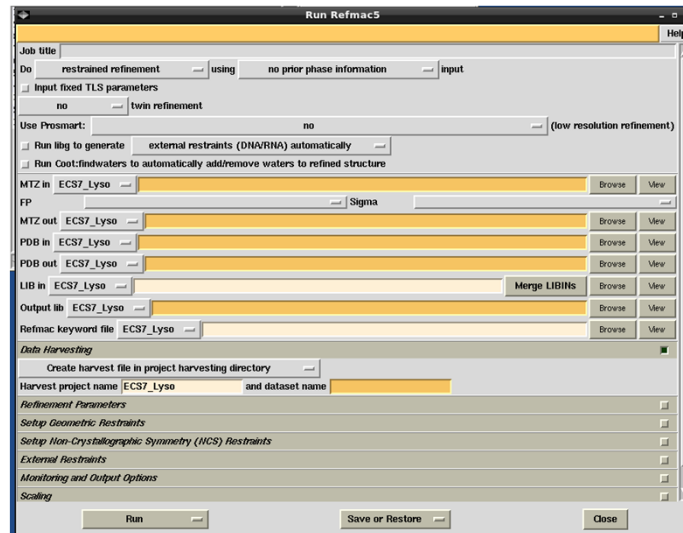 Run Refmac5
Help
Job title
Do restrained refinement using no prior phase information input
Input fixed TLS parameters
no twin refinement
Use Prosmart: no (low resolution refinement)
Run libg to generate external restraints (DNA/RNA) automatically
Run Coot:findwaters to automatically add/remove waters to refined structure
MTZ in ECS7_Lyso Browse View
FP Sigma
MTZ out ECS7_Lyso Browse View
PDB in ECS7_Lyso Browse View
PDB out ECS7_Lyso Browse View
LIB in ECS7_Lyso Merge LIBINs Browse View
Output lib ECS7_Lyso Browse View
Refmac keyword file ECS7_Lyso Browse View
Data Harvesting
Create harvest file in project harvesting directory
Harvest project name ECS7_Lyso and dataset name
Refinement Parameters
Setup Geometric Restraints
Setup Non-Crystallographic Symmetry (NCS) Restraints
External Restraints
Monitoring and Output Options
Scaling
Run Save or Restore Close